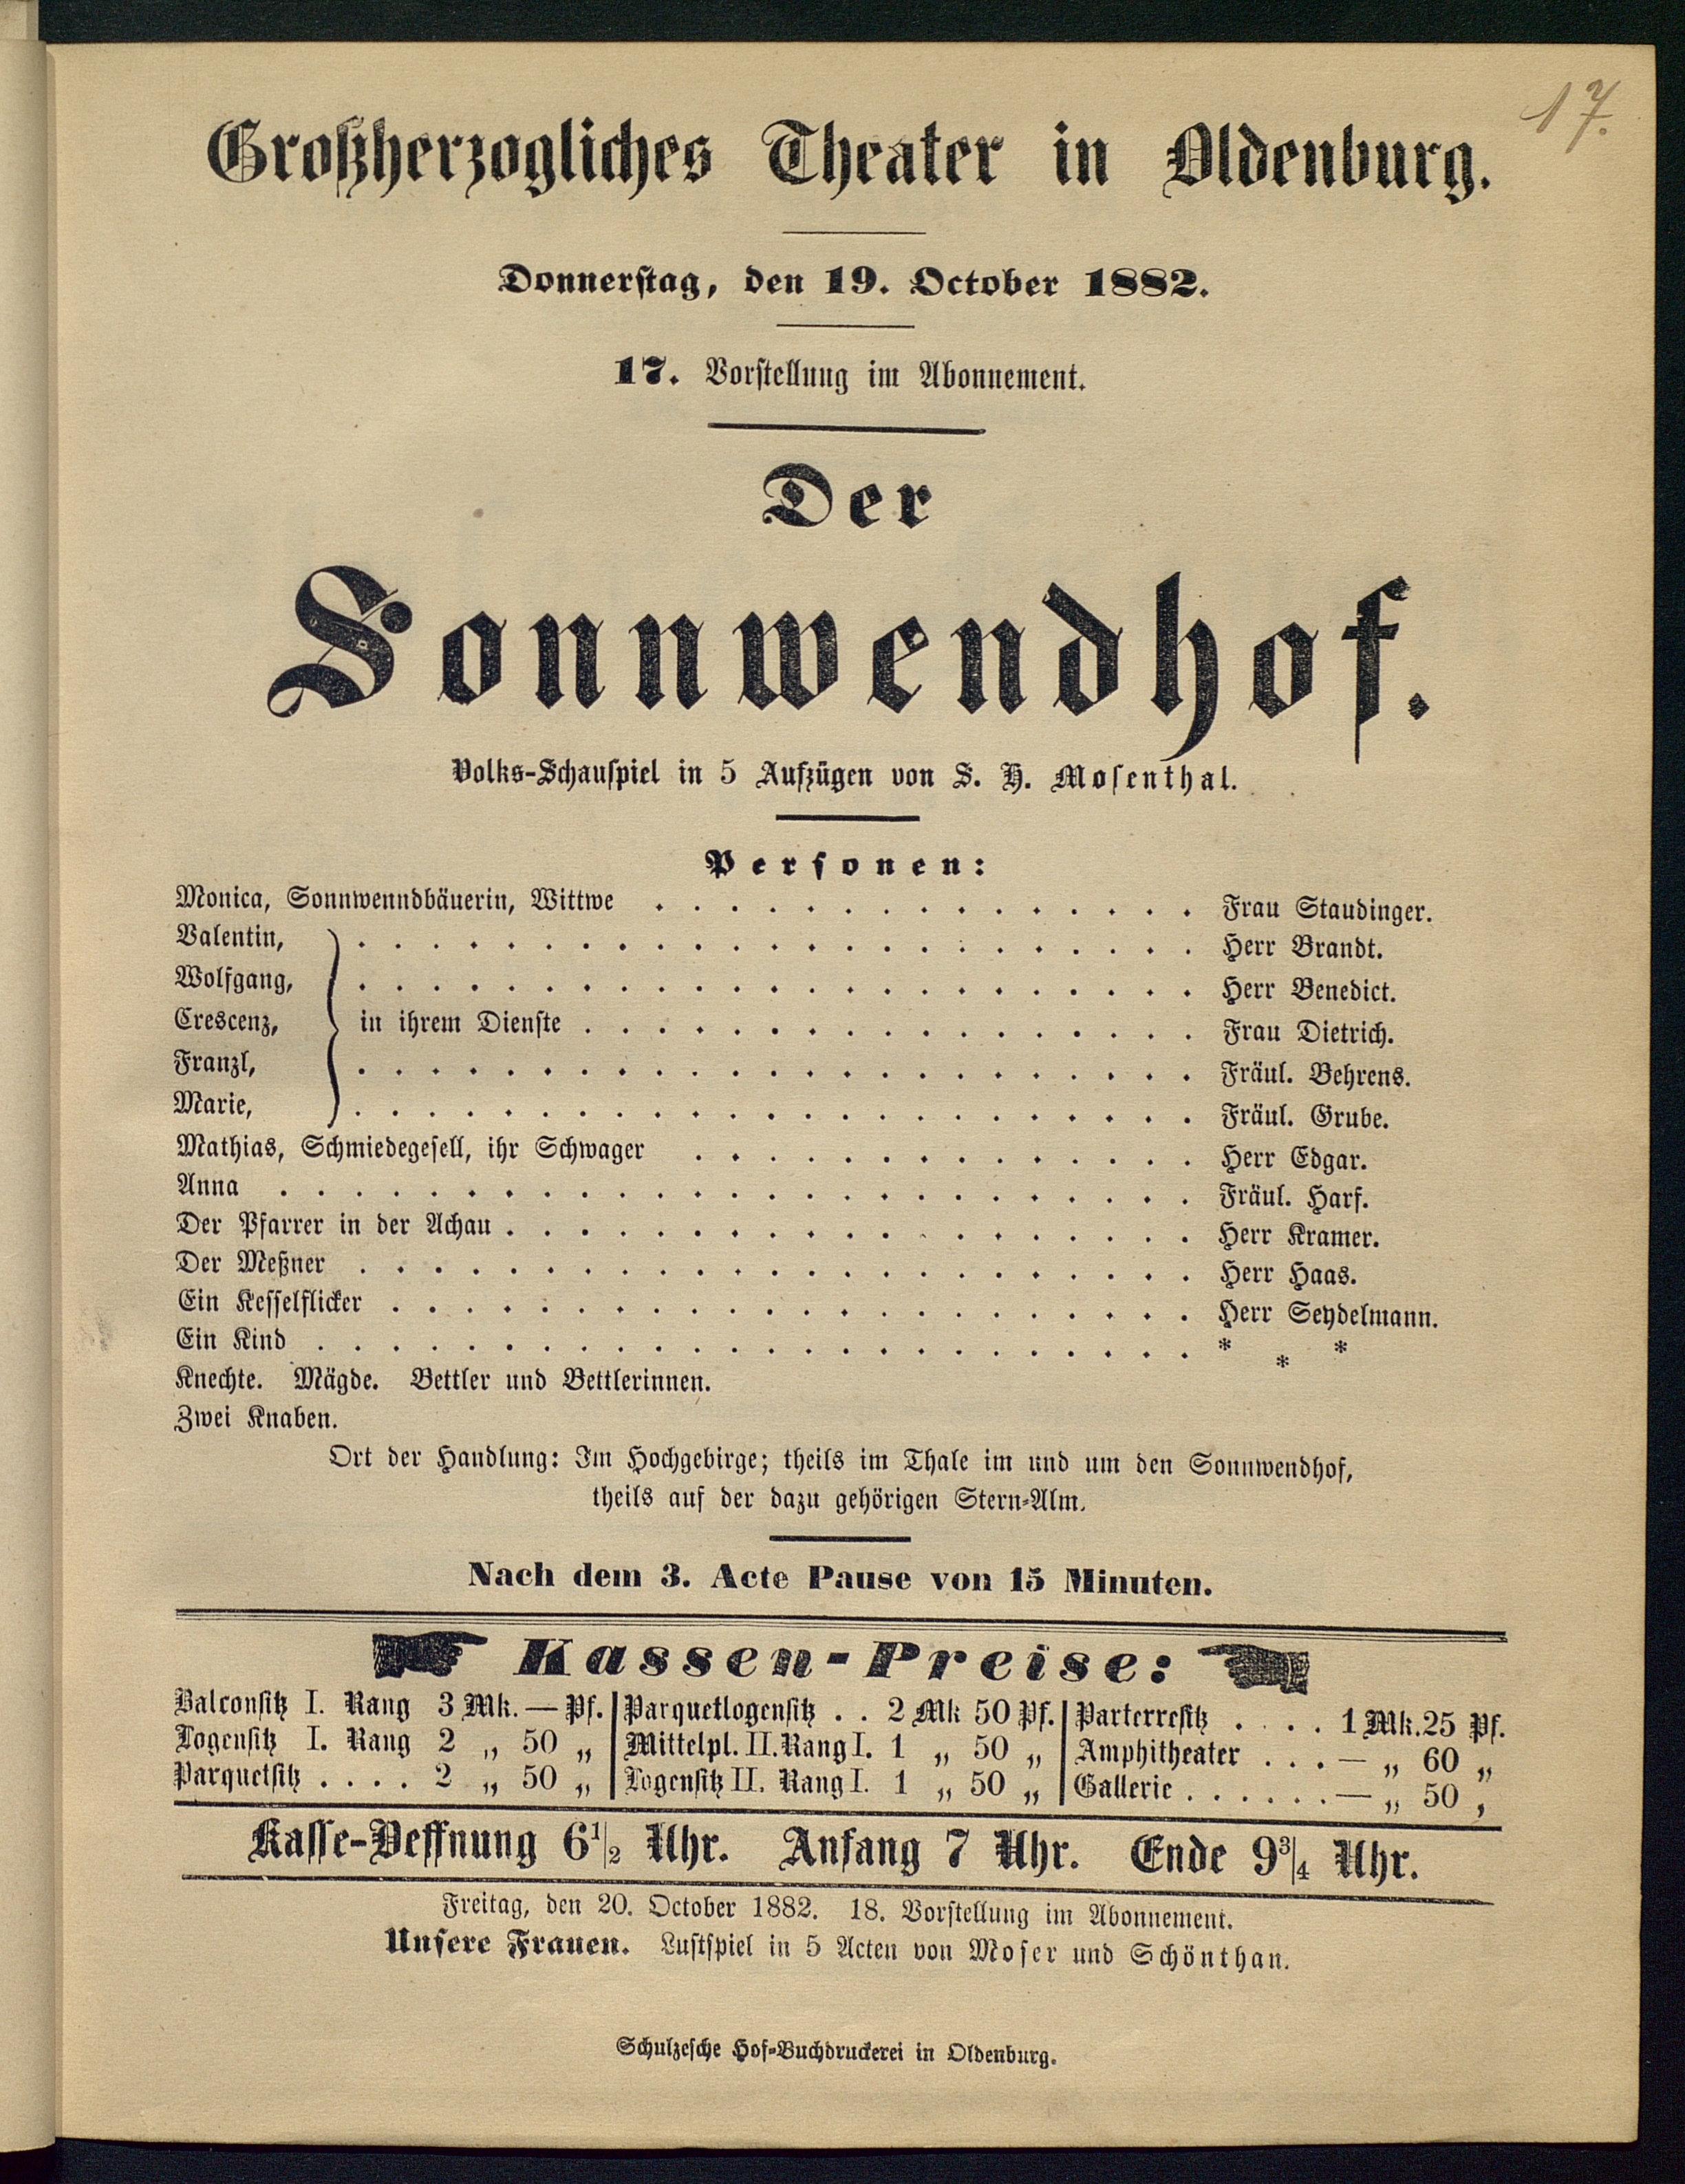 17.
Großherzogliches Theater in Oldenburg.
Donnerstag, den 19. October 1882.
17. Vorstellung im Abonnement.
Der
Sonnwendhof.
Volks-Schauspiel in 5 Aufzügen von S. H. Mosenthal.
Personen:
Monica, Sonnwenndbäuerin, Wittwe . . . . . . . . . . . . . . . Frau Staudinger.
Valentin, . . . . . . . . . . . . . . . . . . . . . . . Herr Brandt.
Wolfgang, . . . . . . . . . . . . . . . . . . . . . . . Herr Benedict.
Crescenz, in ihrem Dienste . . . . . . . . . . . . . . . . . Frau Dietrich.
Franzl, . . . . . . . . . . . . . . . . . . . . . . . Fräul. Behrens.
Marie, . . . . . . . . . . . . . . . . . . . . . . . Fräul. Grube.
Mathias, Schmiedegesell, ihr Schwager . . . . . . . . . . . . . . Herr Edgar.
Anna . . . . . . . . . . . . . . . . . . . . . . . . . Fräul. Harf.
Der Pfarrer in der Achau . . . . . . . . . . . . . . . . . . . Herr Kramer.
Der Meßner . . . . . . . . . . . . . . . . . . . . . . . Herr Haas.
Ein Kesselflicker . . . . . . . . . . . . . . . . . . . . . . Herr Seydelmann.
Ein Kind . . . . . . . . . . . . . . . . . . . . . . . . * * *
Knechte. Mägde. Bettler und Bettlerinnen.
Zwei Knaben.
Ort der Handlung: Im Hochgebirge; theils im Thale im und um den Sonnwendhof,
theils auf der dazu gehörigen Stern-Alm.
Nach dem 3. Acte Pause von 15 Minuten.
Kassen-Preise:
Balconsitz I. Rang 3 Mk. — Pf. Parquetlogensitz . . 2 Mk 50 Pf. Parterresitz . . . . 1 Mk. 25 Pf.
Logensitz I. Rang 2 „ 50 „ Mittelpl. II. Rang I. 1 „ 50 „ Amphitheater . . . — „ 60 „
Parquetsitz . . . . 2 „ 50 „ Logensitz II. Rang I. 1 „ 50 „ Gallerie . . . . . . . — „ 50 ,
Kasse-Oeffnung 6 1/2 Uhr. Anfang 7 Uhr. Ende 9 3/4 Uhr.
Freitag, den 20. October 1882. 18. Vorstellung im Abonnement.
Unsere Frauen. Lustspiel in 5 Acten von Moser und Schönthan.
Schulzesche Hof-Buchdruckerei in Oldenburg.